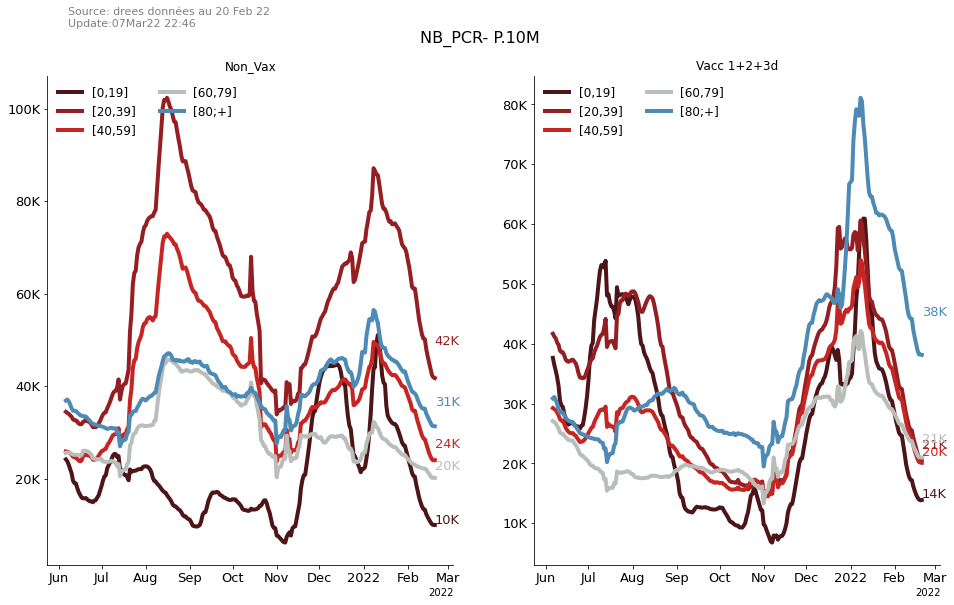 Source: drees données au 20 Feb 22
Update:07Mar22 22:46
NB_PCR- P.10M
Non_Vax
[0,19]
[20,39]
[40,59]
[60,79]
[80;+]
100K
80K
60K
40K
20K
42K
31K
24K
20K
10K
Jun Jul Aug Sep Oct Nov Dec 2022 Feb Mar
2022
Vacc 1+2+3d
[0,19]
[20,39]
[40,59]
[60,79]
[80;+]
80K
70K
60K
50K
40K
30K
20K
10K
38K
21K
20K
14K
Jun Jul Aug Sep Oct Nov Dec 2022 Feb Mar
2022